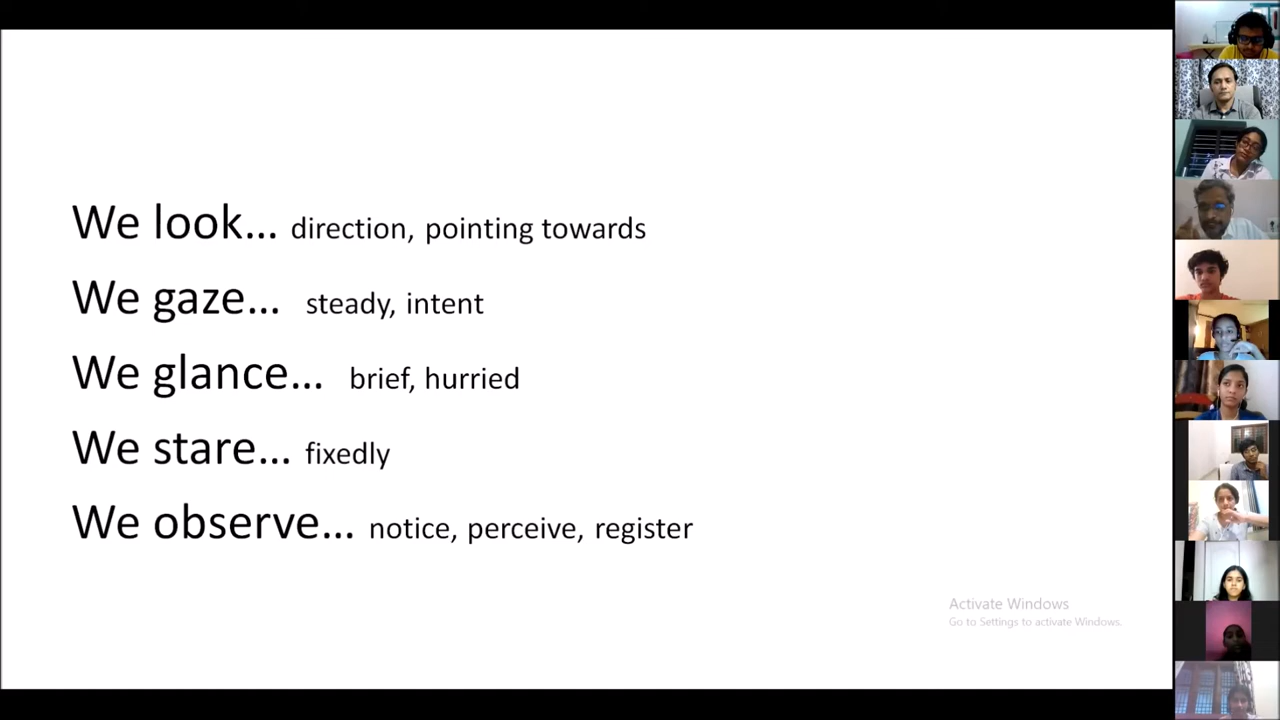 We look... direction, pointing towards
We gaze... steady, intent
We glance... brief, hurried
We stare... fixedly
We observe... notice, perceive, register
Activate Windows
Go to Settings to activate Windows.